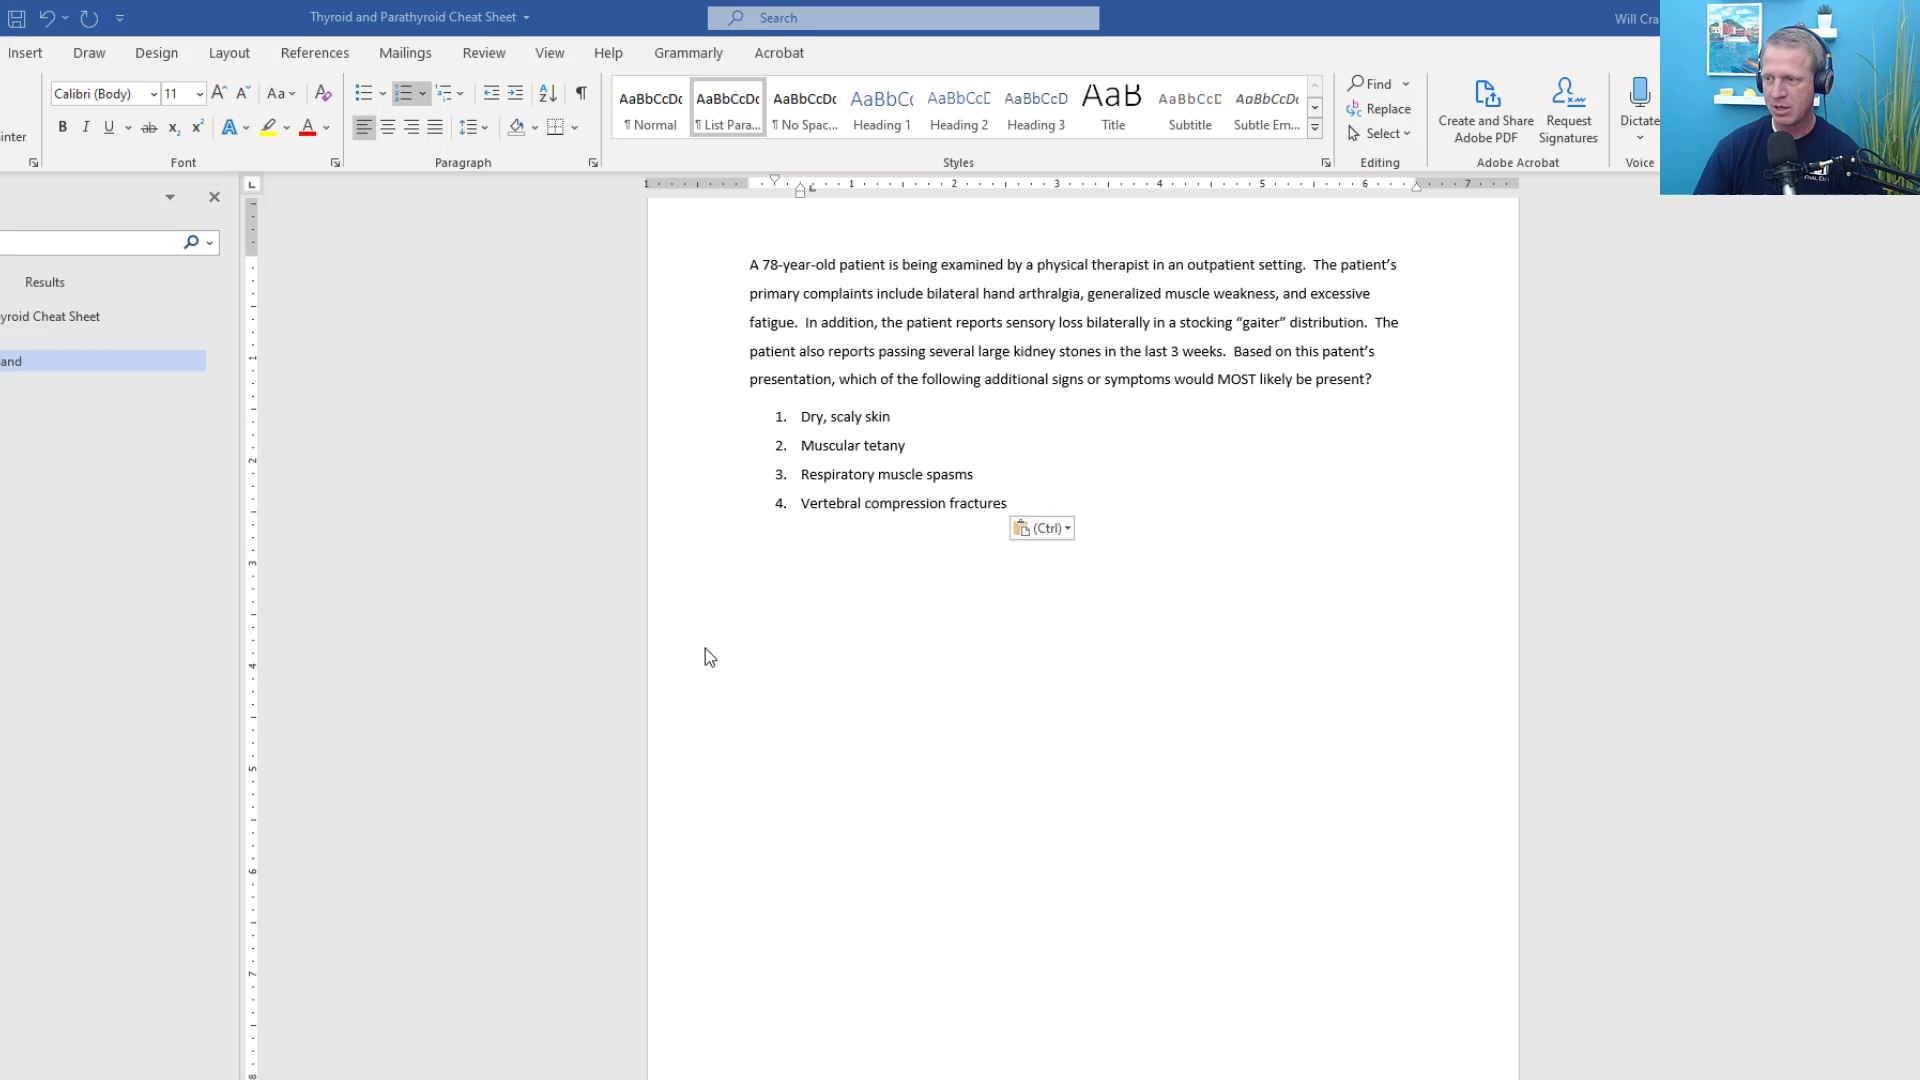 Thyroid and Parathyroid Cheat Sheet
Search
Will Cra
Insert Draw Design Layout References Mailings Review View Help Grammarly Acrobat
Calibri (Body) 11 Aa
AaBbCcDc AaBbCcDc AaBbCcDc AaBbCc AaBbCcD AaBbCcD AaB AaBbCcD AaBbCcDc
Find
Replace
Select
¶ Normal ¶ List Para... ¶ No Spac... Heading 1 Heading 2 Heading 3 Title Subtitle Subtle Em...
Create and Share
Adobe PDF
Request
Signatures
Dictate
inter
Font Paragraph Styles Editing Adobe Acrobat Voice
Results
yroid Cheat Sheet
and
A 78-year-old patient is being examined by a physical therapist in an outpatient setting.  The patient’s
primary complaints include bilateral hand arthralgia, generalized muscle weakness, and excessive
fatigue.  In addition, the patient reports sensory loss bilaterally in a stocking “gaiter” distribution.  The
patient also reports passing several large kidney stones in the last 3 weeks.  Based on this patent’s
presentation, which of the following additional signs or symptoms would MOST likely be present?
1. Dry, scaly skin
2. Muscular tetany
3. Respiratory muscle spasms
4. Vertebral compression fractures
(Ctrl)